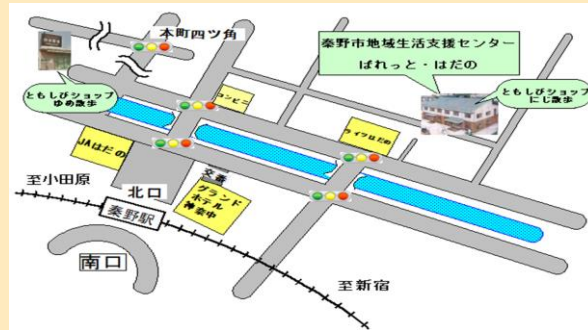 本町四ツ角
秦野市地域生活支援センター
ぱれっと・はだの
ともしびショップ
ゆめ散歩
ともしびショップ
にじ散歩
コンビニ
ライフはだの
JAはだの
交番
至小田原
北口
グランド
ホテル
神奈中
秦野駅
南口
至新宿